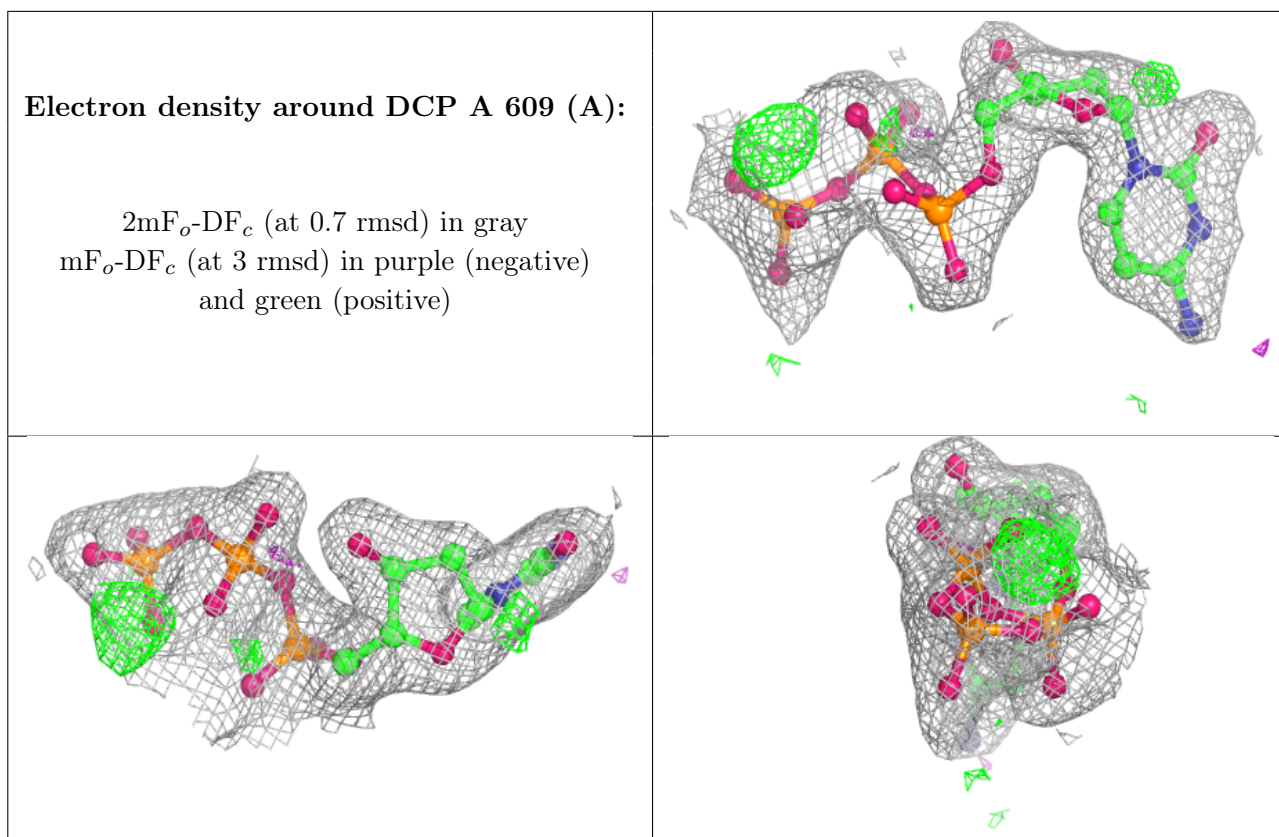 Electron density around DCP A 609 (A):
2mFo-DFc (at 0.7 rmsd) in gray
mFo-DFc (at 3 rmsd) in purple (negative)
and green (positive)